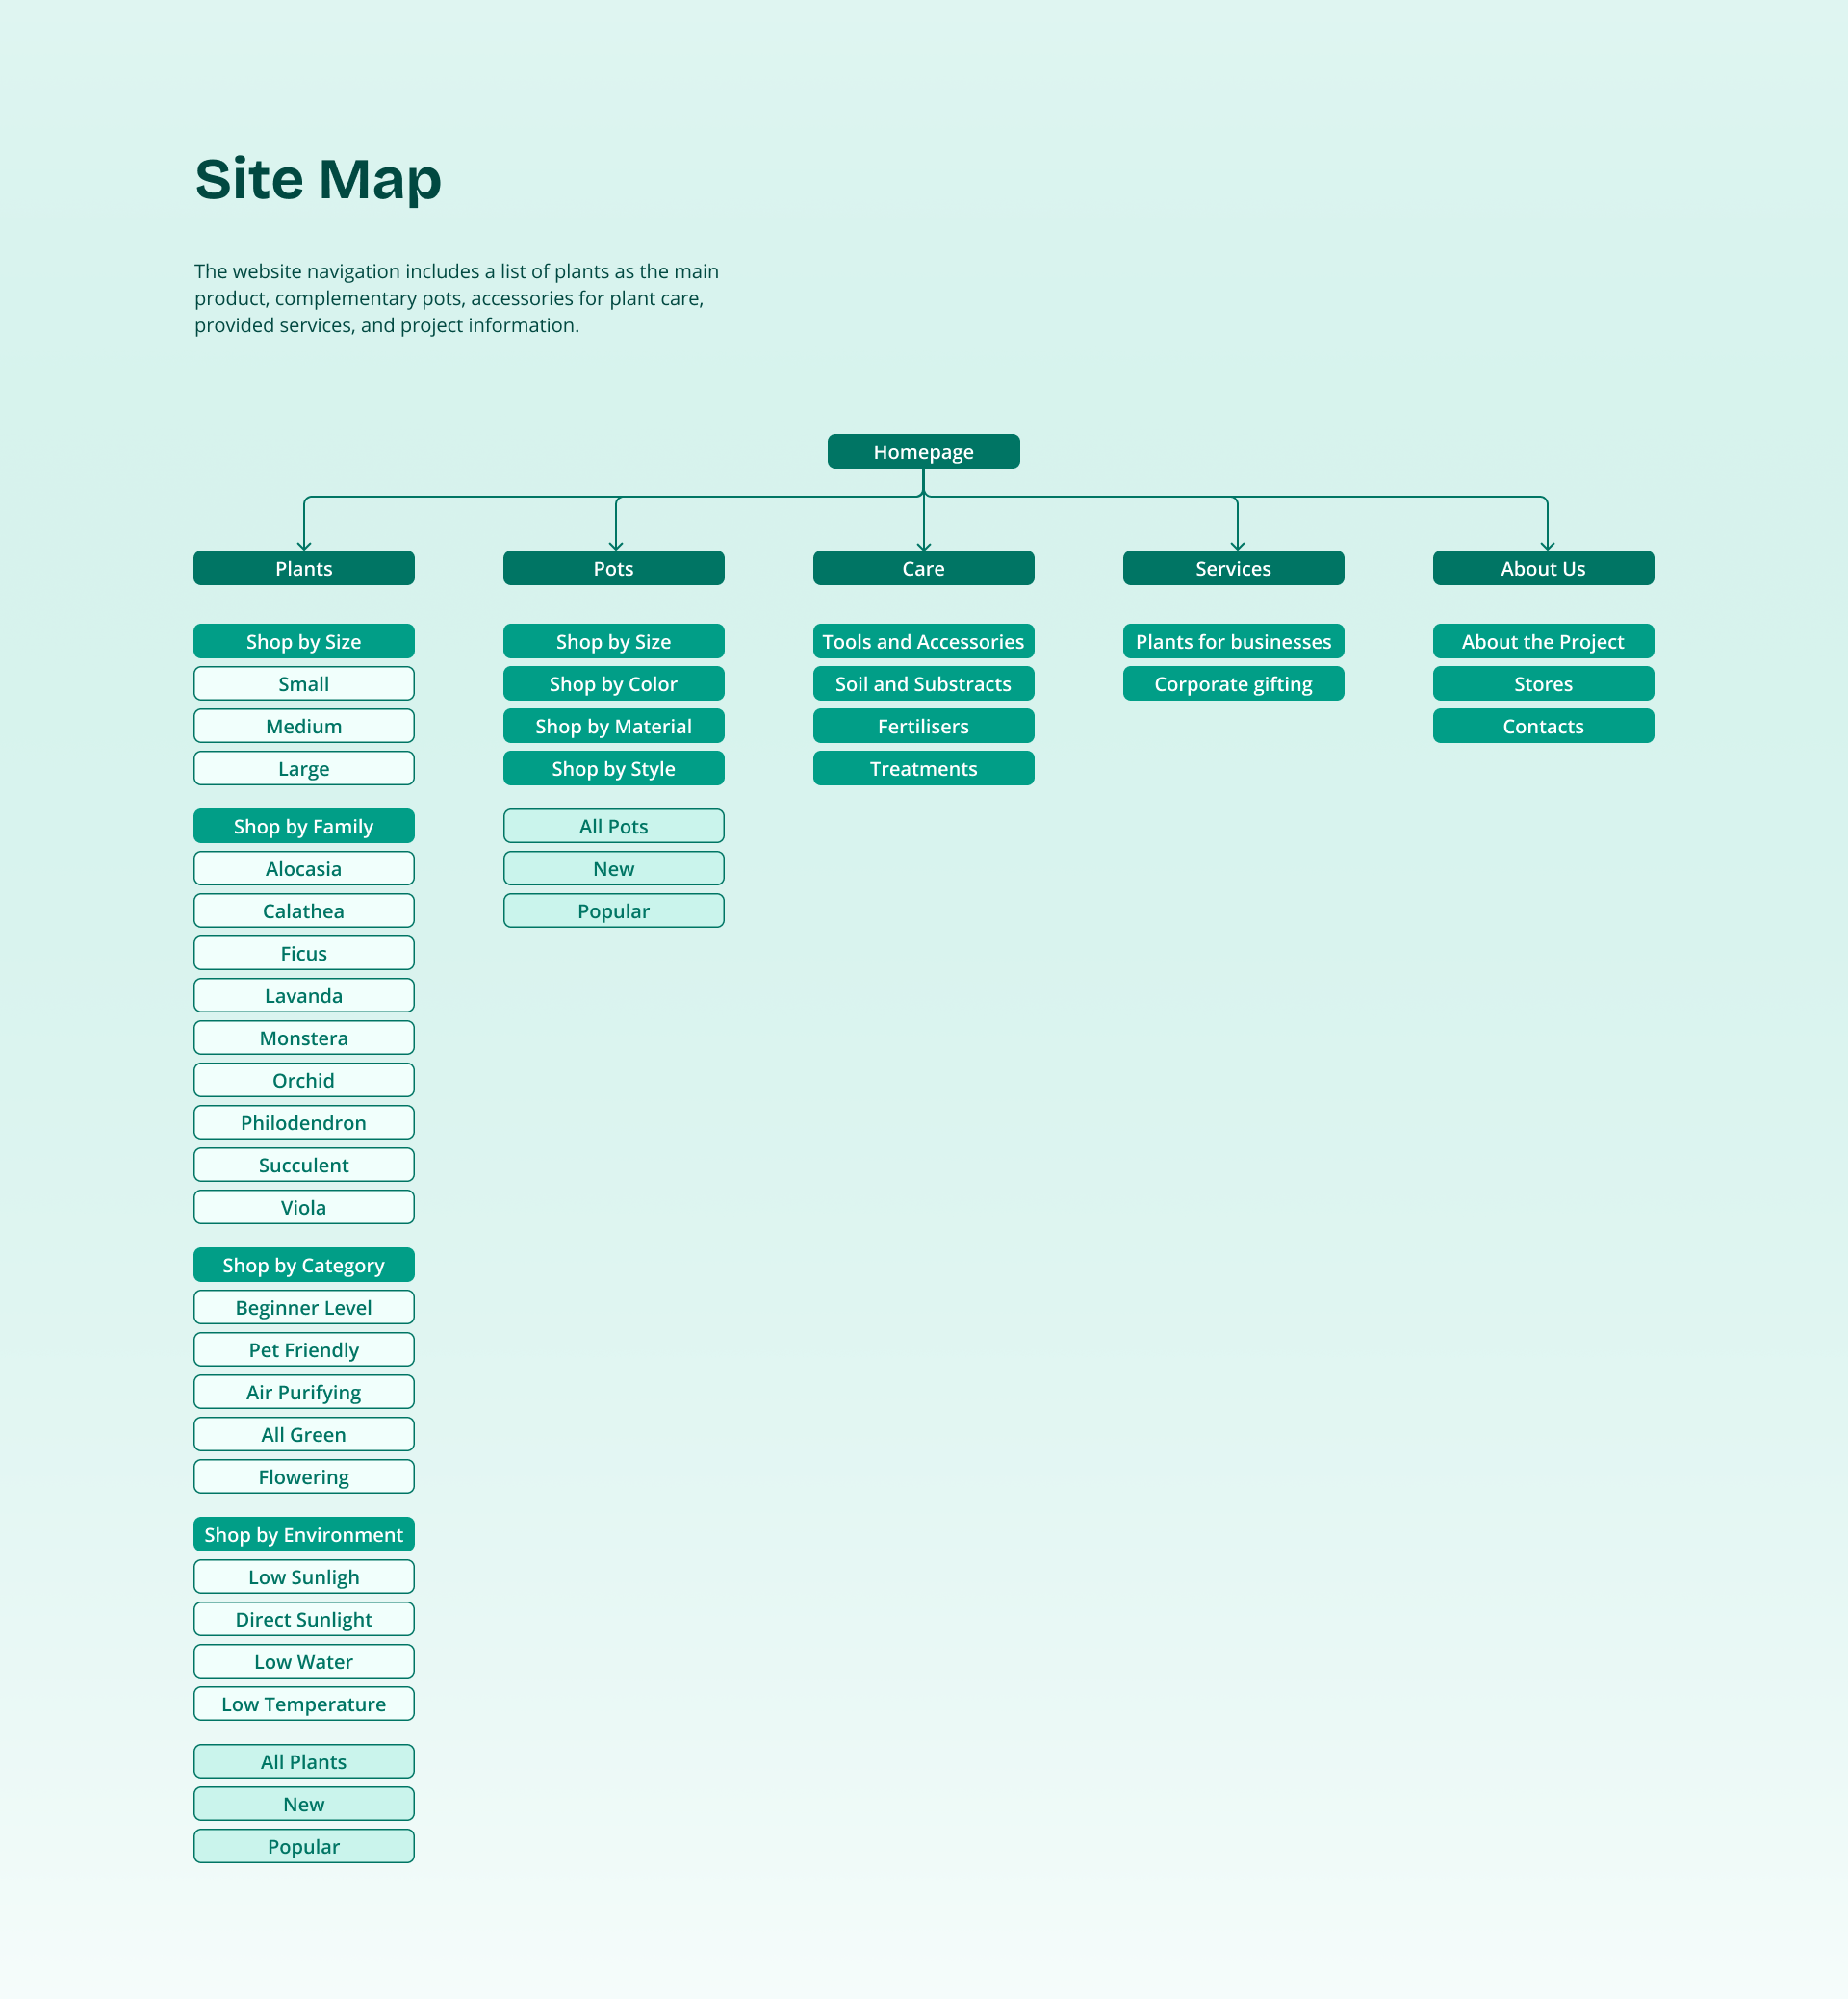 Site Map
The website navigation includes a list of plants as the main
product, complementary pots, accessories for plant care,
provided services, and project information.
Homepage
Plants
Shop by Size
Small
Medium
Large
Shop by Family
Alocasia
Calathea
Ficus
Lavanda
Monstera
Orchid
Philodendron
Succulent
Viola
Shop by Category
Beginner Level
Pet Friendly
Air Purifying
All Green
Flowering
Shop by Environment
Low Sunligh
Direct Sunlight
Low Water
Low Temperature
All Plants
New
Popular
Pots
Shop by Size
Shop by Color
Shop by Material
Shop by Style
All Pots
New
Popular
Care
Tools and Accessories
Soil and Substracts
Fertilisers
Treatments
Services
Plants for businesses
Corporate gifting
About Us
About the Project
Stores
Contacts